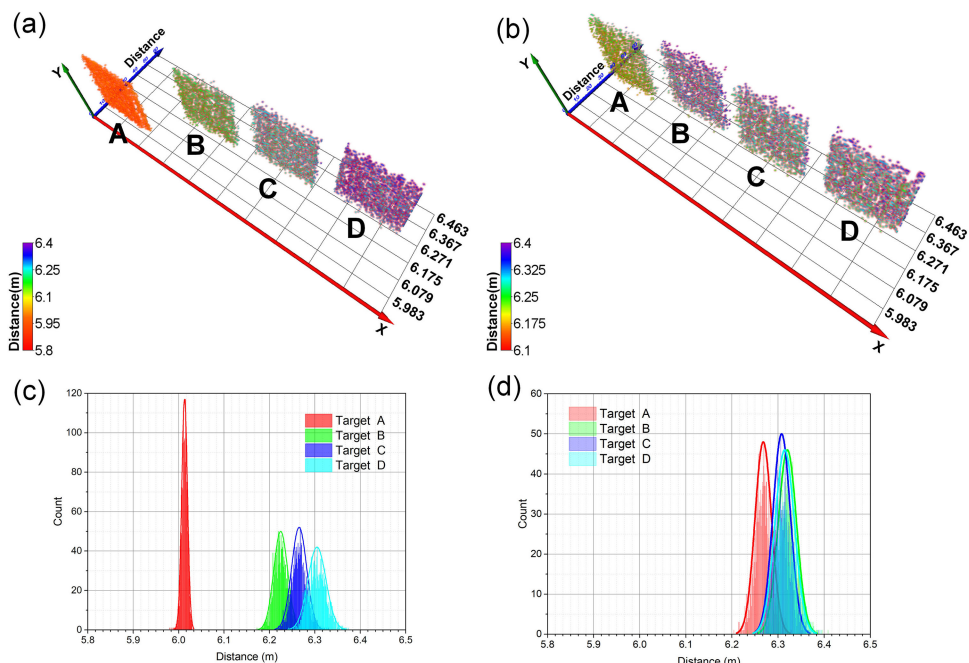 (a)
Y
Distance
A
B
C
D
X
6.463
6.367
6.271
6.175
6.079
5.983
Distance(m)
6.4
6.25
6.1
5.95
5.8
(b)
Y
Distance
A
B
C
D
X
6.463
6.367
6.271
6.175
6.079
5.983
Distance(m)
6.4
6.325
6.25
6.175
6.1
(c)
120
100
80
60
40
20
0
Count
Target A
Target B
Target C
Target D
5.8 5.9 6.0 6.1 6.2 6.3 6.4 6.5
Distance (m)
(d)
60
50
40
30
20
10
0
Count
Target A
Target B
Target C
Target D
5.8 5.9 6.0 6.1 6.2 6.3 6.4 6.5
Distance (m)